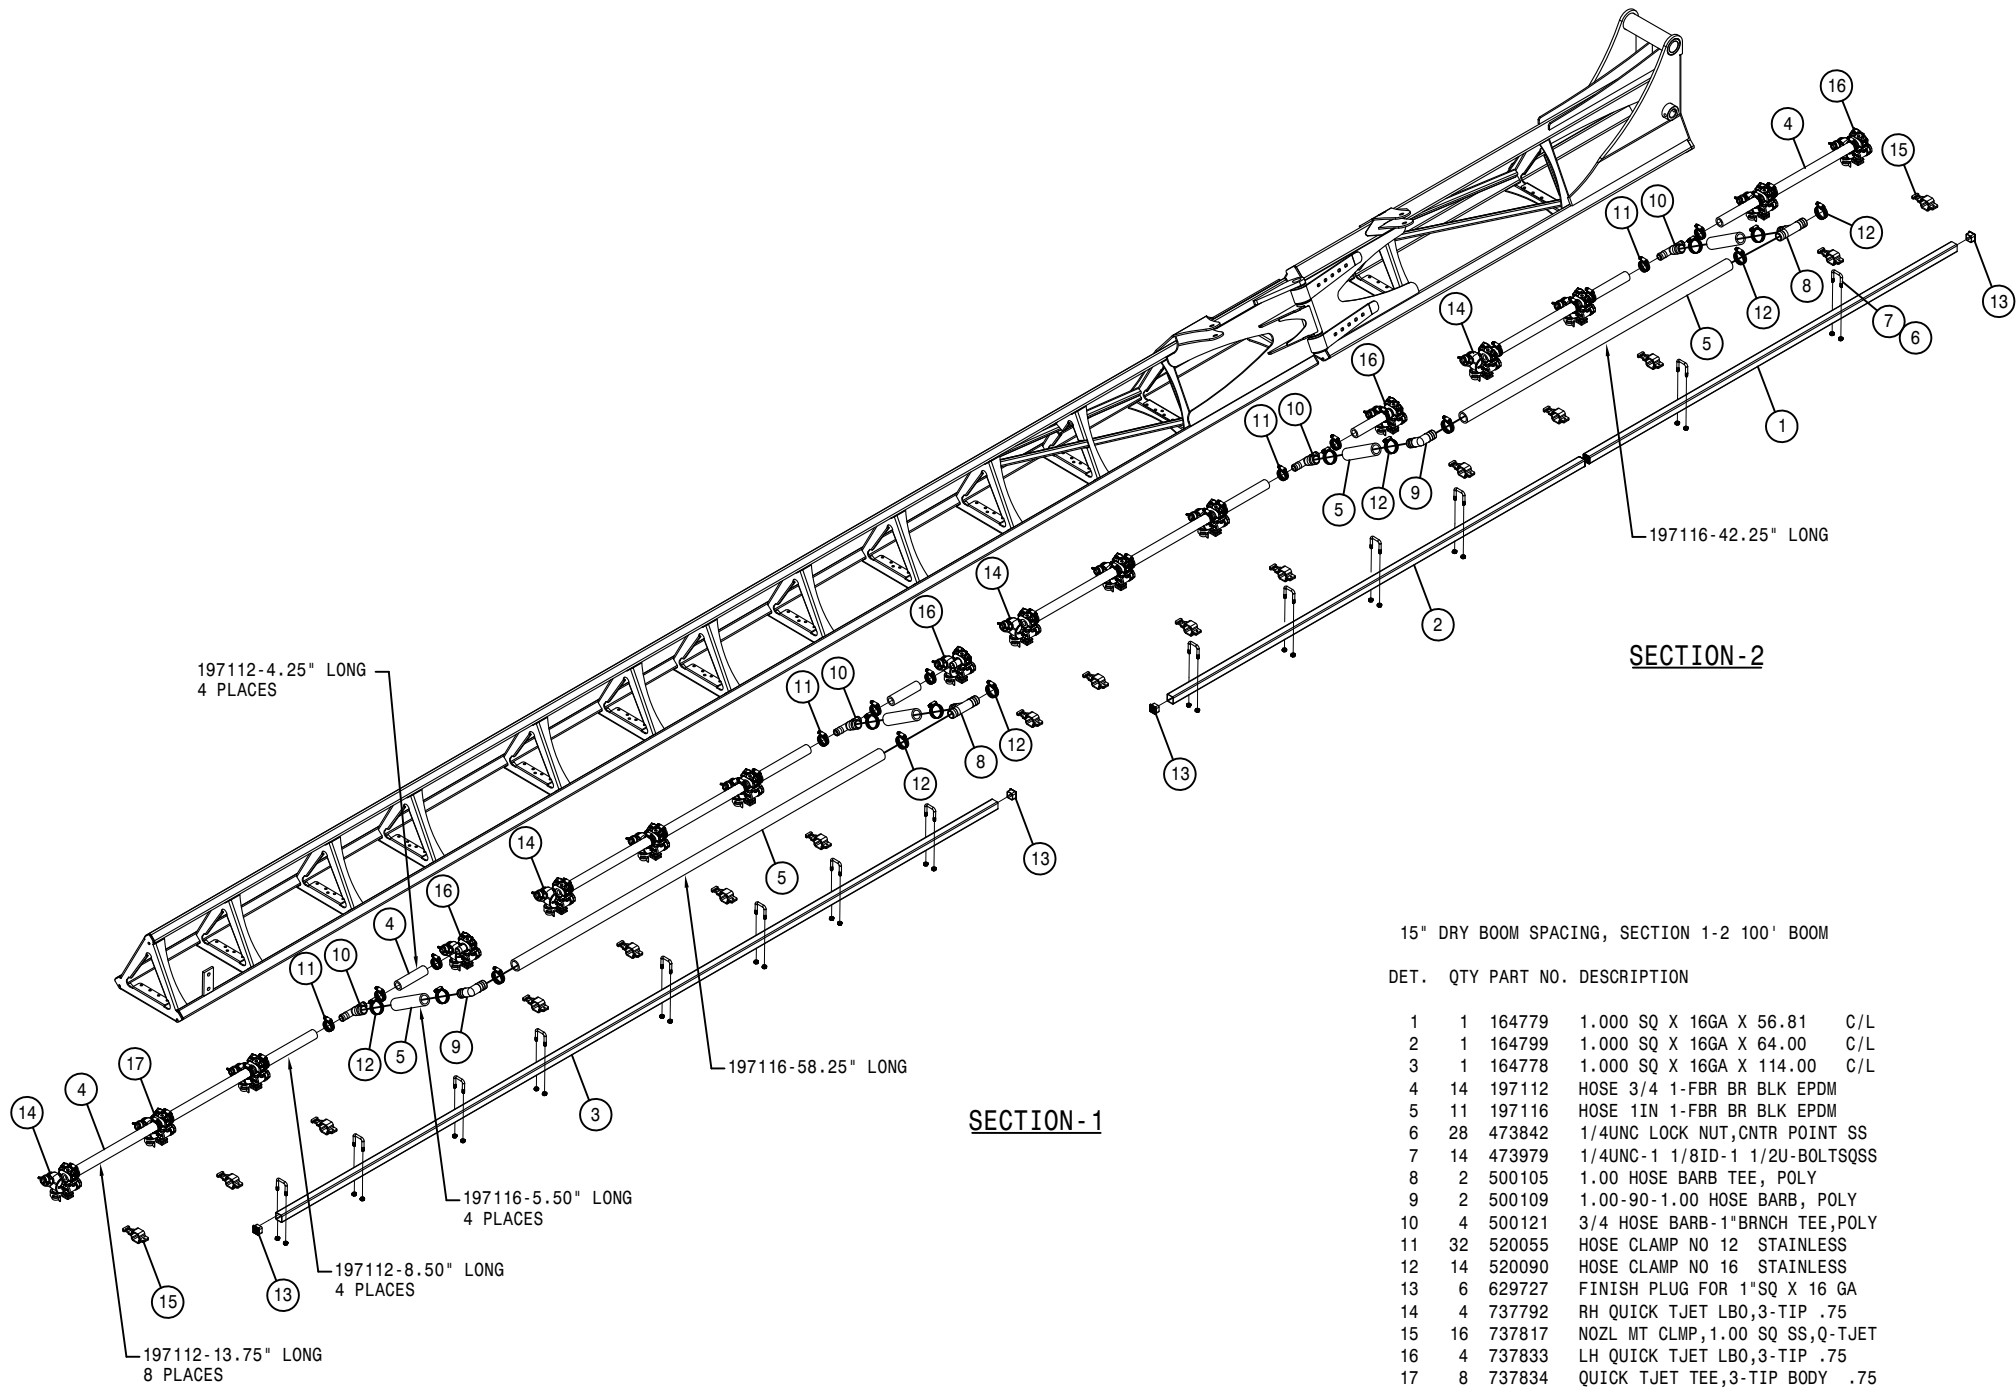 16
4
15
10
11
12
8
13
14
7
6
12
5
16
1
10
11
9
5
12
197116-42.25" LONG
14
2
16
SECTION-2
197112-4.25" LONG
4 PLACES
10
11
12
8
13
12
14
13
5
16
4
10
11
15" DRY BOOM SPACING, SECTION 1-2 100' BOOM
DET. QTY PART NO. DESCRIPTION
1 1 164779 1.000 SQ X 16GA X 56.81 C/L
2 1 164799 1.000 SQ X 16GA X 64.00 C/L
3 1 164778 1.000 SQ X 16GA X 114.00 C/L
4 14 197112 HOSE 3/4 1-FBR BR BLK EPDM
5 11 197116 HOSE 1IN 1-FBR BR BLK EPDM
6 28 473842 1/4UNC LOCK NUT,CNTR POINT SS
7 14 473979 1/4UNC-1 1/8ID-1 1/2U-BOLTSQSS
8 2 500105 1.00 HOSE BARB TEE, POLY
9 2 500109 1.00-90-1.00 HOSE BARB, POLY
10 4 500121 3/4 HOSE BARB-1"BRNCH TEE,POLY
11 32 520055 HOSE CLAMP NO 12 STAINLESS
12 14 520090 HOSE CLAMP NO 16 STAINLESS
13 6 629727 FINISH PLUG FOR 1"SQ X 16 GA
14 4 737792 RH QUICK TJET LBO,3-TIP .75
15 16 737817 NOZL MT CLMP,1.00 SQ SS,Q-TJET
16 4 737833 LH QUICK TJET LBO,3-TIP .75
17 8 737834 QUICK TJET TEE,3-TIP BODY .75
9
5
12
17
4
14
197116-58.25" LONG
3
SECTION-1
197116-5.50" LONG
4 PLACES
197112-8.50" LONG
4 PLACES
13
15
197112-13.75" LONG
8 PLACES